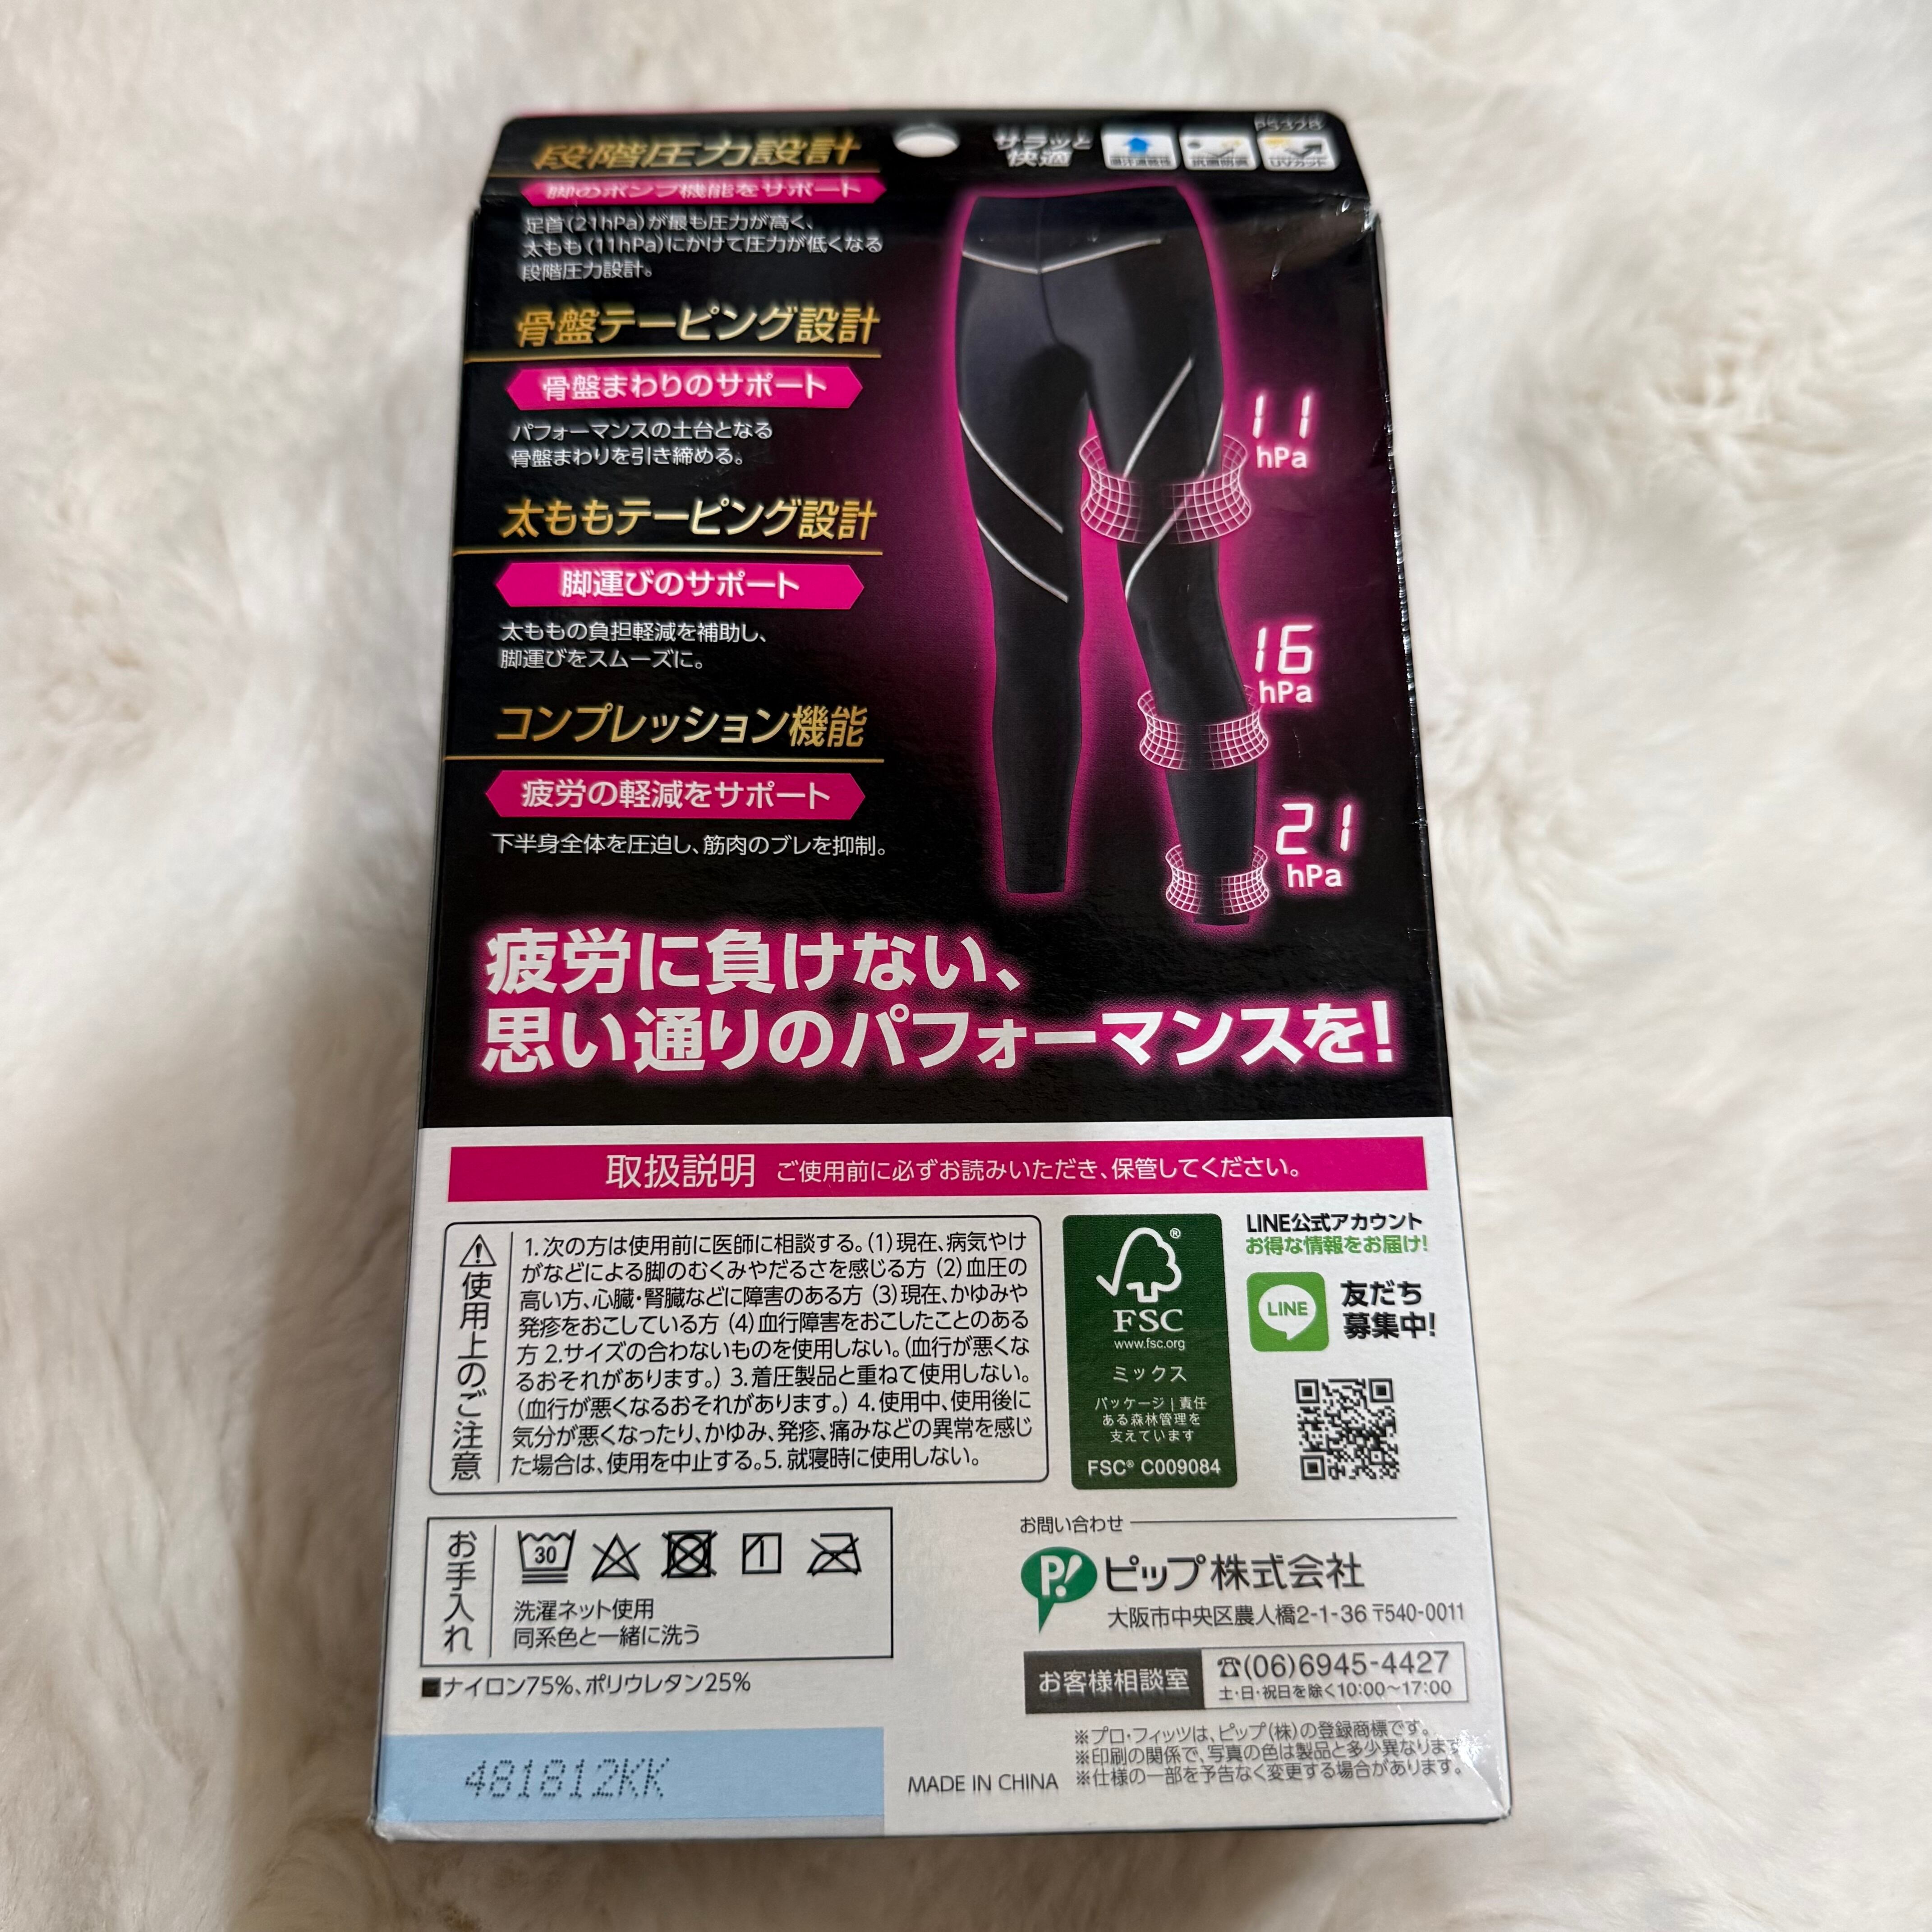 段階圧力設計
脚のポンプ機能をサポート
足首(21hPa)が最も圧力が高く、
太もも(11hPa)にかけて圧力が低くなる
段階圧力設計。
骨盤テーピング設計
骨盤まわりのサポート
パフォーマンスの土台となる
骨盤まわりを引き締める。
太ももテーピング設計
脚運びのサポート
太ももの負担軽減を補助し、
脚運びをスムーズに。
コンプレッション機能
疲労の軽減をサポート
下半身全体を圧迫し、筋肉のブレを抑制。
サラッと
快適
PS328
吸汗速乾性
抗菌防臭
UVカット
11
hPa
16
hPa
21
hPa
疲労に負けない、
思い通りのパフォーマンスを!
取扱説明 ご使用前に必ずお読みいただき、保管してください。
使用上のご注意
1.次の方は使用前に医師に相談する。(1)現在、病気やけ
がなどによる脚のむくみやだるさを感じる方 (2)血圧の
高い方、心臓・腎臓などに障害のある方 (3)現在、かゆみや
発疹をおこしている方 (4)血行障害をおこしたことのある
方 2.サイズの合わないものを使用しない。(血行が悪くな
るおそれがあります。) 3.着圧製品と重ねて使用しない。
(血行が悪くなるおそれがあります。) 4.使用中、使用後に
気分が悪くなったり、かゆみ、発疹、痛みなどの異常を感じ
た場合は、使用を中止する。5.就寝時に使用しない。
®
FSC
www.fsc.org
ミックス
パッケージ|責任
ある森林管理を
支えています
FSC® C009084
LINE公式アカウント
お得な情報をお届け!
LINE
友だち
募集中!
お手入れ
30
洗濯ネット使用
同系色と一緒に洗う
■ナイロン75%、ポリウレタン25%
481812KK
お問い合わせ
P! ピップ株式会社
大阪市中央区農人橋2-1-36 〒540-0011
お客様相談室
☎(06)6945-4427
土・日・祝日を除く10:00〜17:00
※プロ・フィッツは、ピップ(株)の登録商標です。
※印刷の関係で、写真の色は製品と多少異なります
※仕様の一部を予告なく変更する場合があります。
MADE IN CHINA